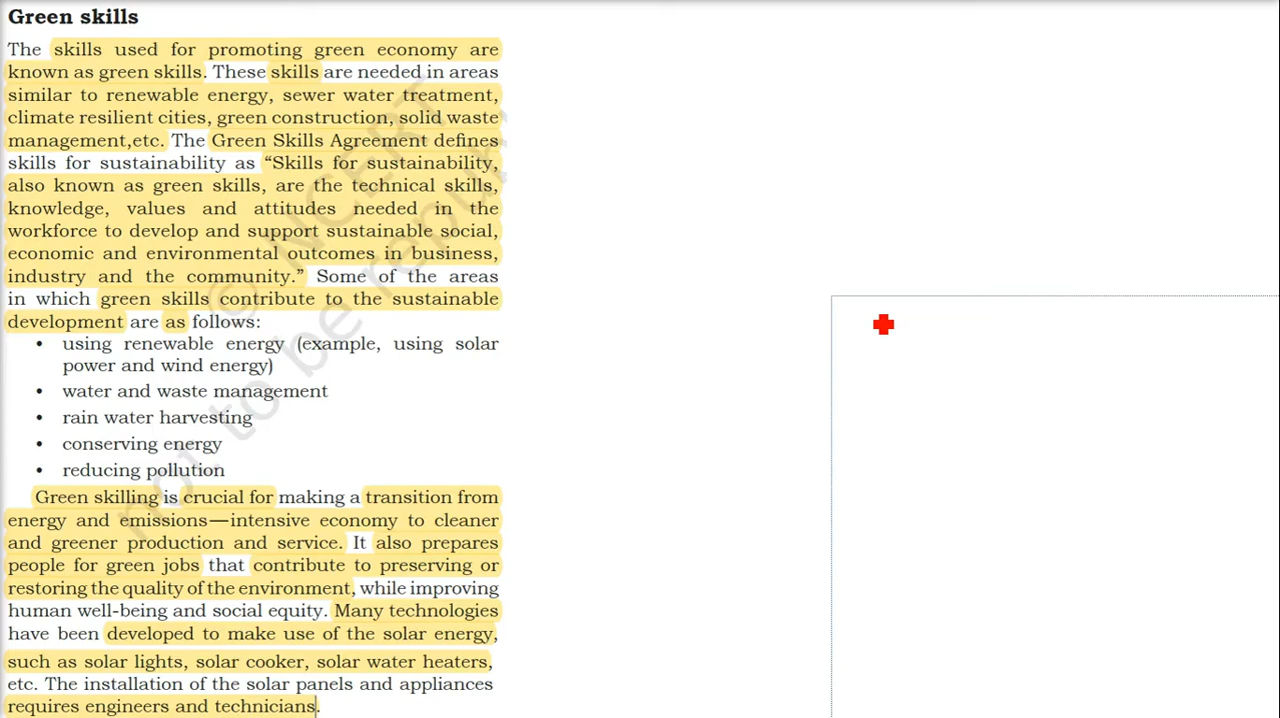 Green skills
The skills used for promoting green economy are
known as green skills. These skills are needed in areas
similar to renewable energy, sewer water treatment,
climate resilient cities, green construction, solid waste
management,etc. The Green Skills Agreement defines
skills for sustainability as “Skills for sustainability,
also known as green skills, are the technical skills,
knowledge, values and attitudes needed in the
workforce to develop and support sustainable social,
economic and environmental outcomes in business,
industry and the community.” Some of the areas
in which green skills contribute to the sustainable
development are as follows:
• using renewable energy (example, using solar
power and wind energy)
• water and waste management
• rain water harvesting
• conserving energy
• reducing pollution
Green skilling is crucial for making a transition from
energy and emissions—intensive economy to cleaner
and greener production and service. It also prepares
people for green jobs that contribute to preserving or
restoring the quality of the environment, while improving
human well-being and social equity. Many technologies
have been developed to make use of the solar energy,
such as solar lights, solar cooker, solar water heaters,
etc. The installation of the solar panels and appliances
requires engineers and technicians.
© NCERT
not to be republ